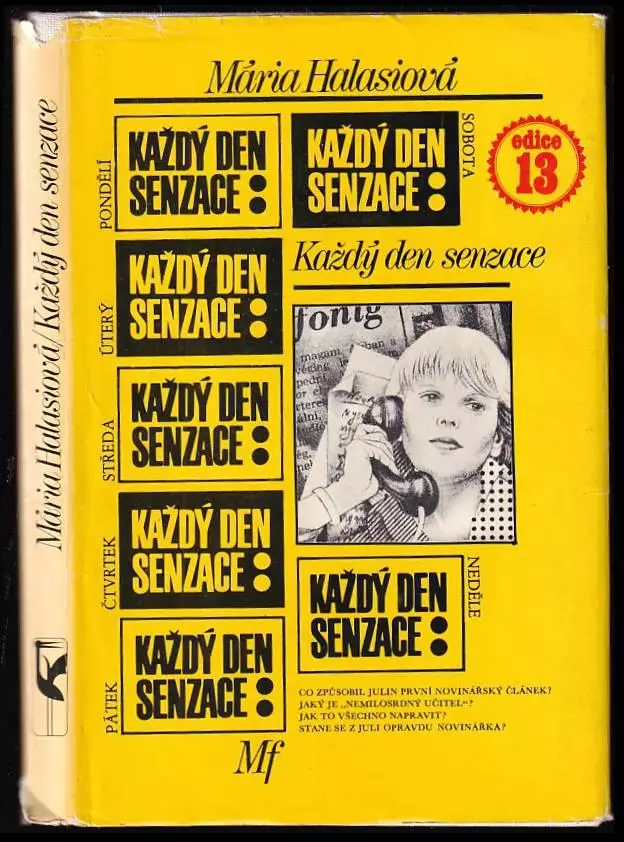 Mária Halasiová/Každý den senzace
Mária Halasiová
edice
13
PONDĚLÍ
KAŽDÝ DEN
SENZACE:
SOBOTA
KAŽDÝ DEN
SENZACE:
Každý den senzace
ÚTERÝ
KAŽDÝ DEN
SENZACE:
STŘEDA
KAŽDÝ DEN
SENZACE:
ČTVRTEK
KAŽDÝ DEN
SENZACE:
PÁTEK
KAŽDÝ DEN
SENZACE:
fonig
magam
ban a
NEDĚLE
KAŽDÝ DEN
SENZACE:
CO ZPŮSOBIL JULIN PRVNÍ NOVINÁŘSKÝ ČLÁNEK?
JAKÝ JE „NEMILOSRDNÝ UČITEL“?
JAK TO VŠECHNO NAPRAVIT?
STANE SE Z JULI OPRAVDU NOVINÁŘKA?
Mf